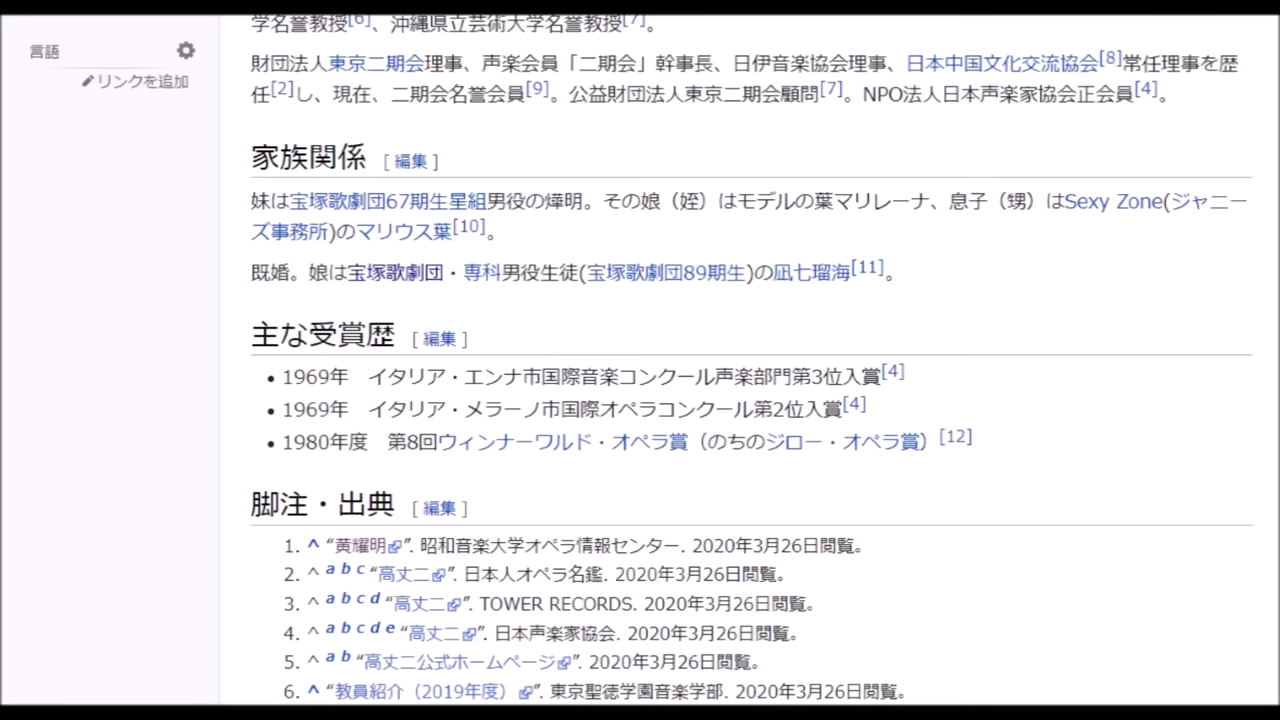 学名誉教授[6]、沖縄県立芸術大学名誉教授[7]。
言語
リンクを追加
財団法人東京二期会理事、声楽会員「二期会」幹事長、日伊音楽協会理事、日本中国文化交流協会[8]常任理事を歴
任[2]し、現在、二期会名誉会員[9]。公益財団法人東京二期会顧問[7]。NPO法人日本声楽家協会正会員[4]。
家族関係 [ 編集 ]
妹は宝塚歌劇団67期生星組男役の燁明。その娘（姪）はモデルの葉マリレーナ、息子（甥）はSexy Zone(ジャニー
ズ事務所)のマリウス葉[10]。
既婚。娘は宝塚歌劇団・専科男役生徒(宝塚歌劇団89期生)の凪七瑠海[11]。
主な受賞歴 [ 編集 ]
• 1969年　イタリア・エンナ市国際音楽コンクール声楽部門第3位入賞[4]
• 1969年　イタリア・メラーノ市国際オペラコンクール第2位入賞[4]
• 1980年度　第8回ウィンナーワルド・オペラ賞（のちのジロー・オペラ賞）[12]
脚注・出典 [ 編集 ]
1. ^ “黄耀明”. 昭和音楽大学オペラ情報センター. 2020年3月26日閲覧。
2. ^ a b c “高丈二”. 日本人オペラ名鑑. 2020年3月26日閲覧。
3. ^ a b c d “高丈二”. TOWER RECORDS. 2020年3月26日閲覧。
4. ^ a b c d e “高丈二”. 日本声楽家協会. 2020年3月26日閲覧。
5. ^ a b “高丈二公式ホームページ”. 2020年3月26日閲覧。
6. ^ “教員紹介（2019年度）”. 東京聖徳学園音楽学部. 2020年3月26日閲覧。